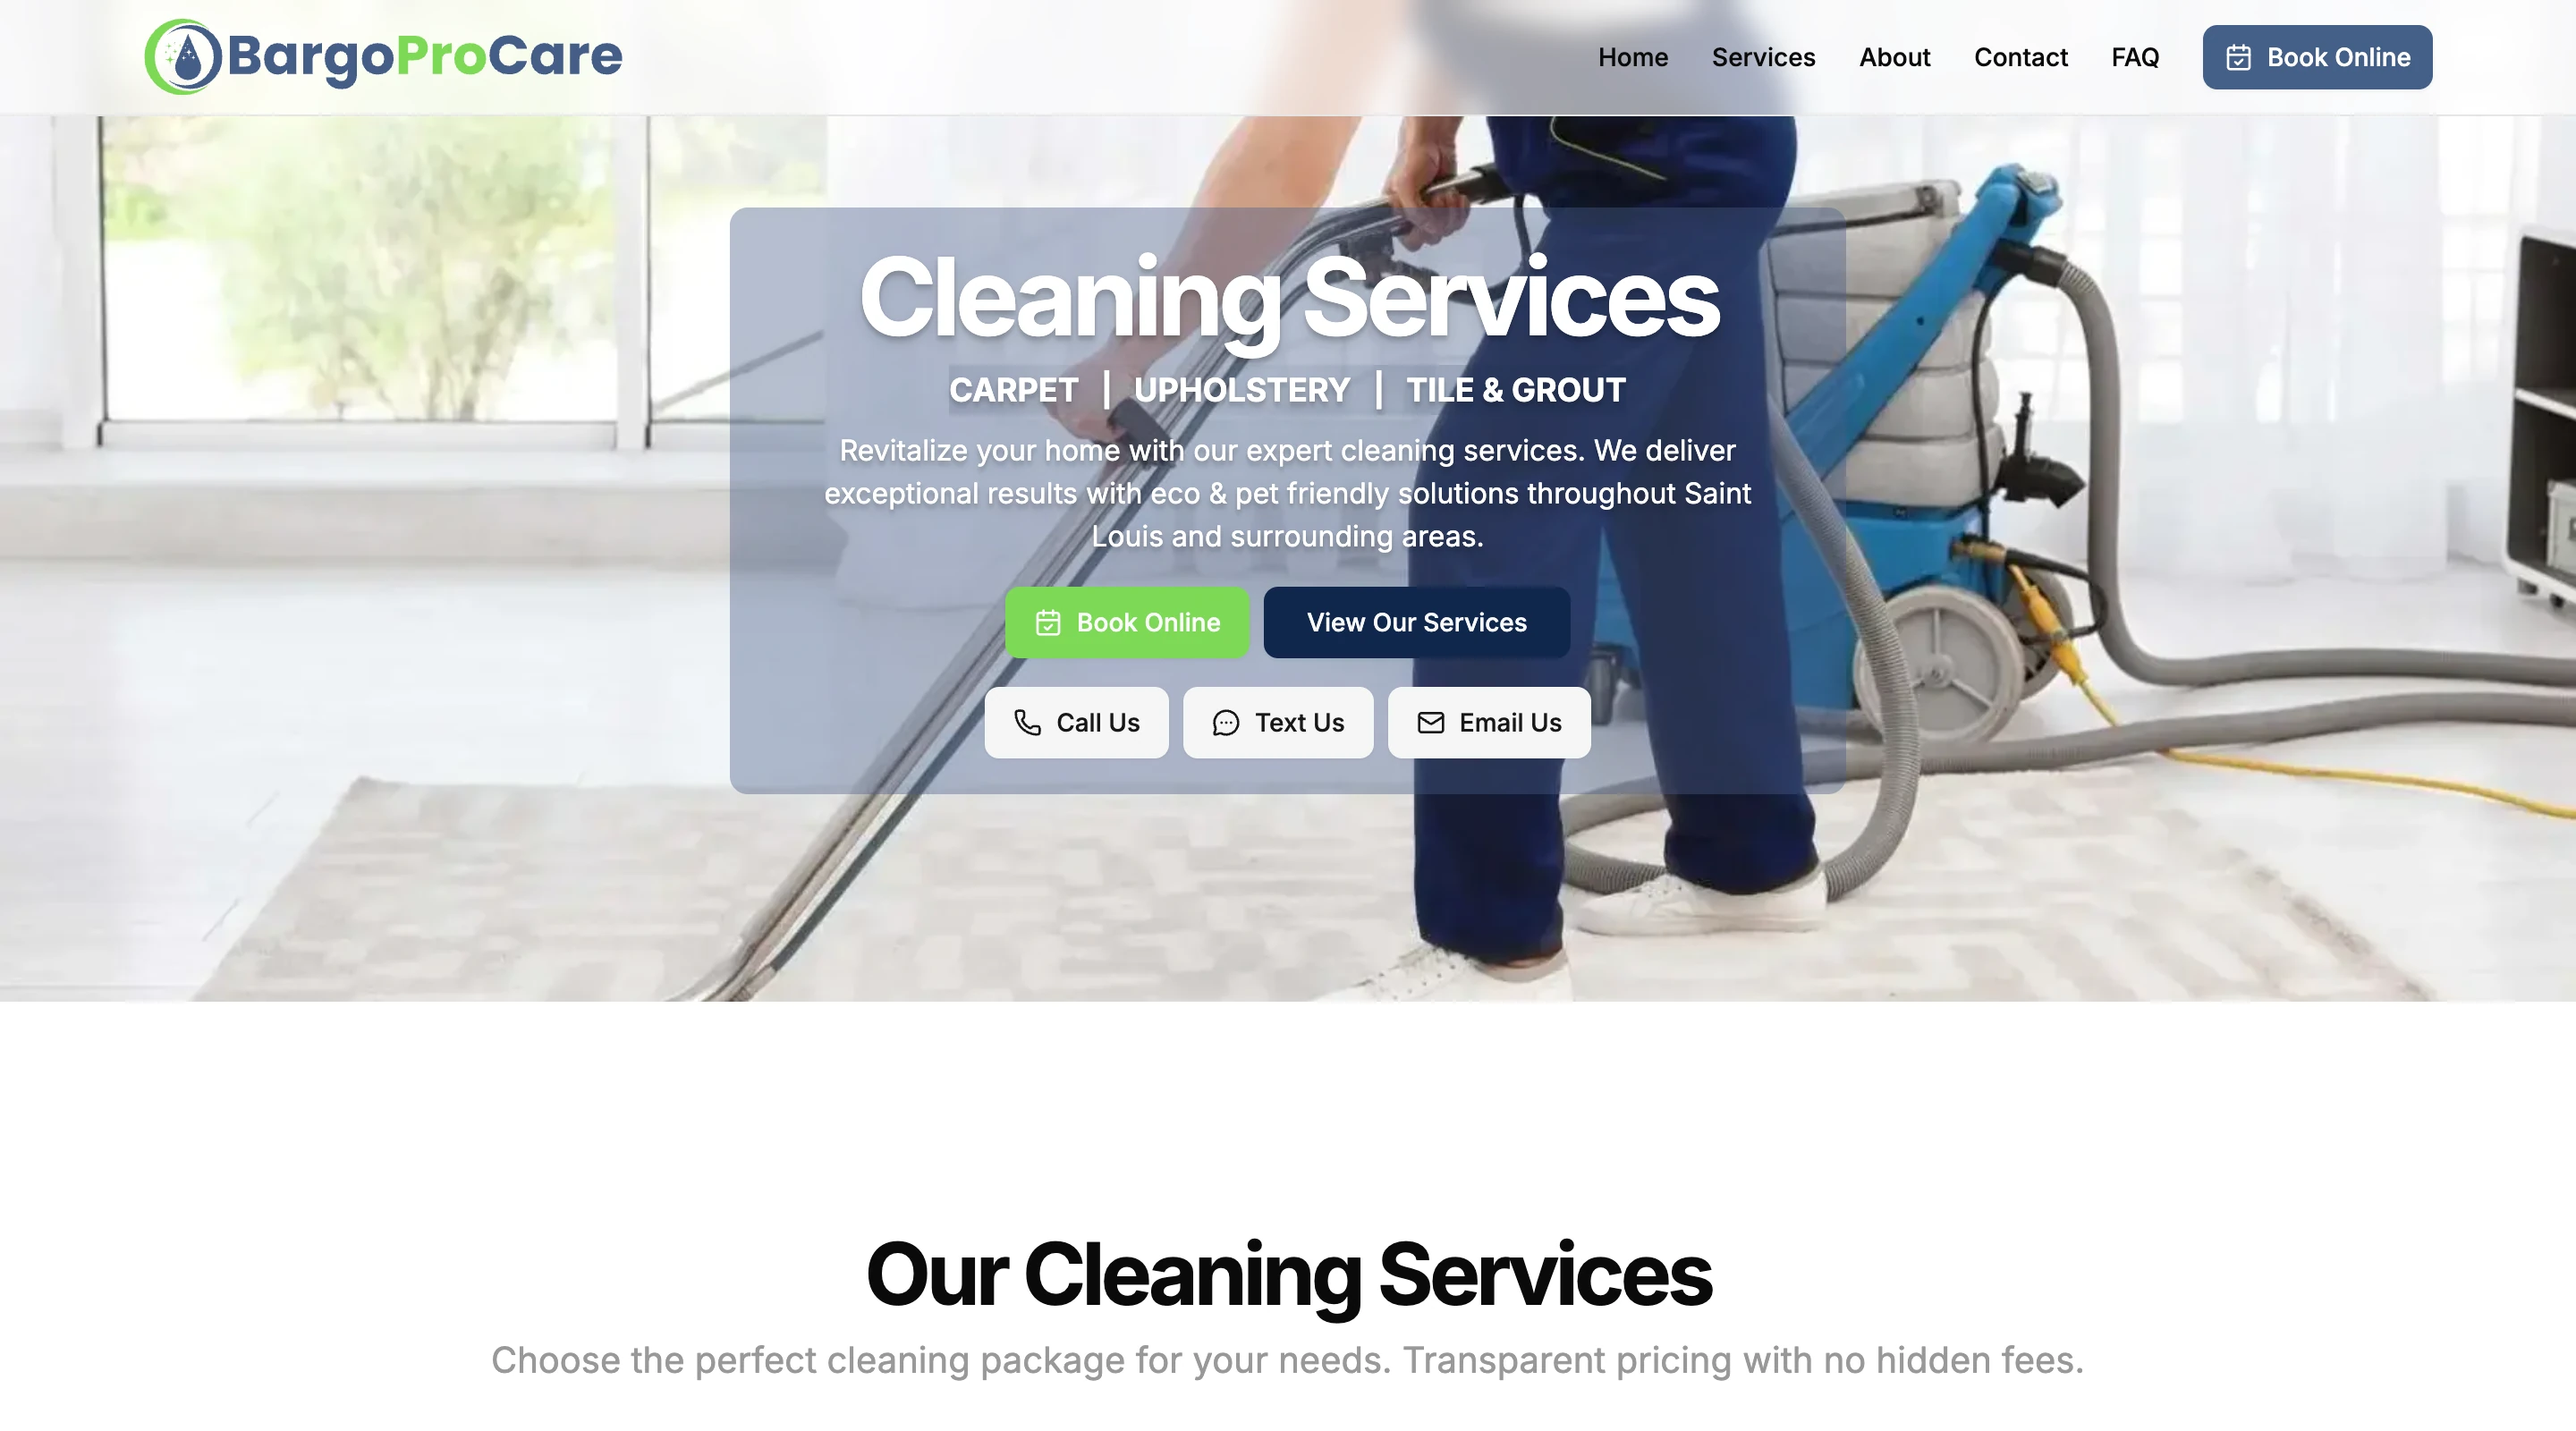 BargoProCare
Home Services About Contact FAQ Book Online
Cleaning Services
CARPET | UPHOLSTERY | TILE & GROUT
Revitalize your home with our expert cleaning services. We deliver
exceptional results with eco & pet friendly solutions throughout Saint
Louis and surrounding areas.
Book Online View Our Services
Call Us Text Us Email Us
Our Cleaning Services
Choose the perfect cleaning package for your needs. Transparent pricing with no hidden fees.